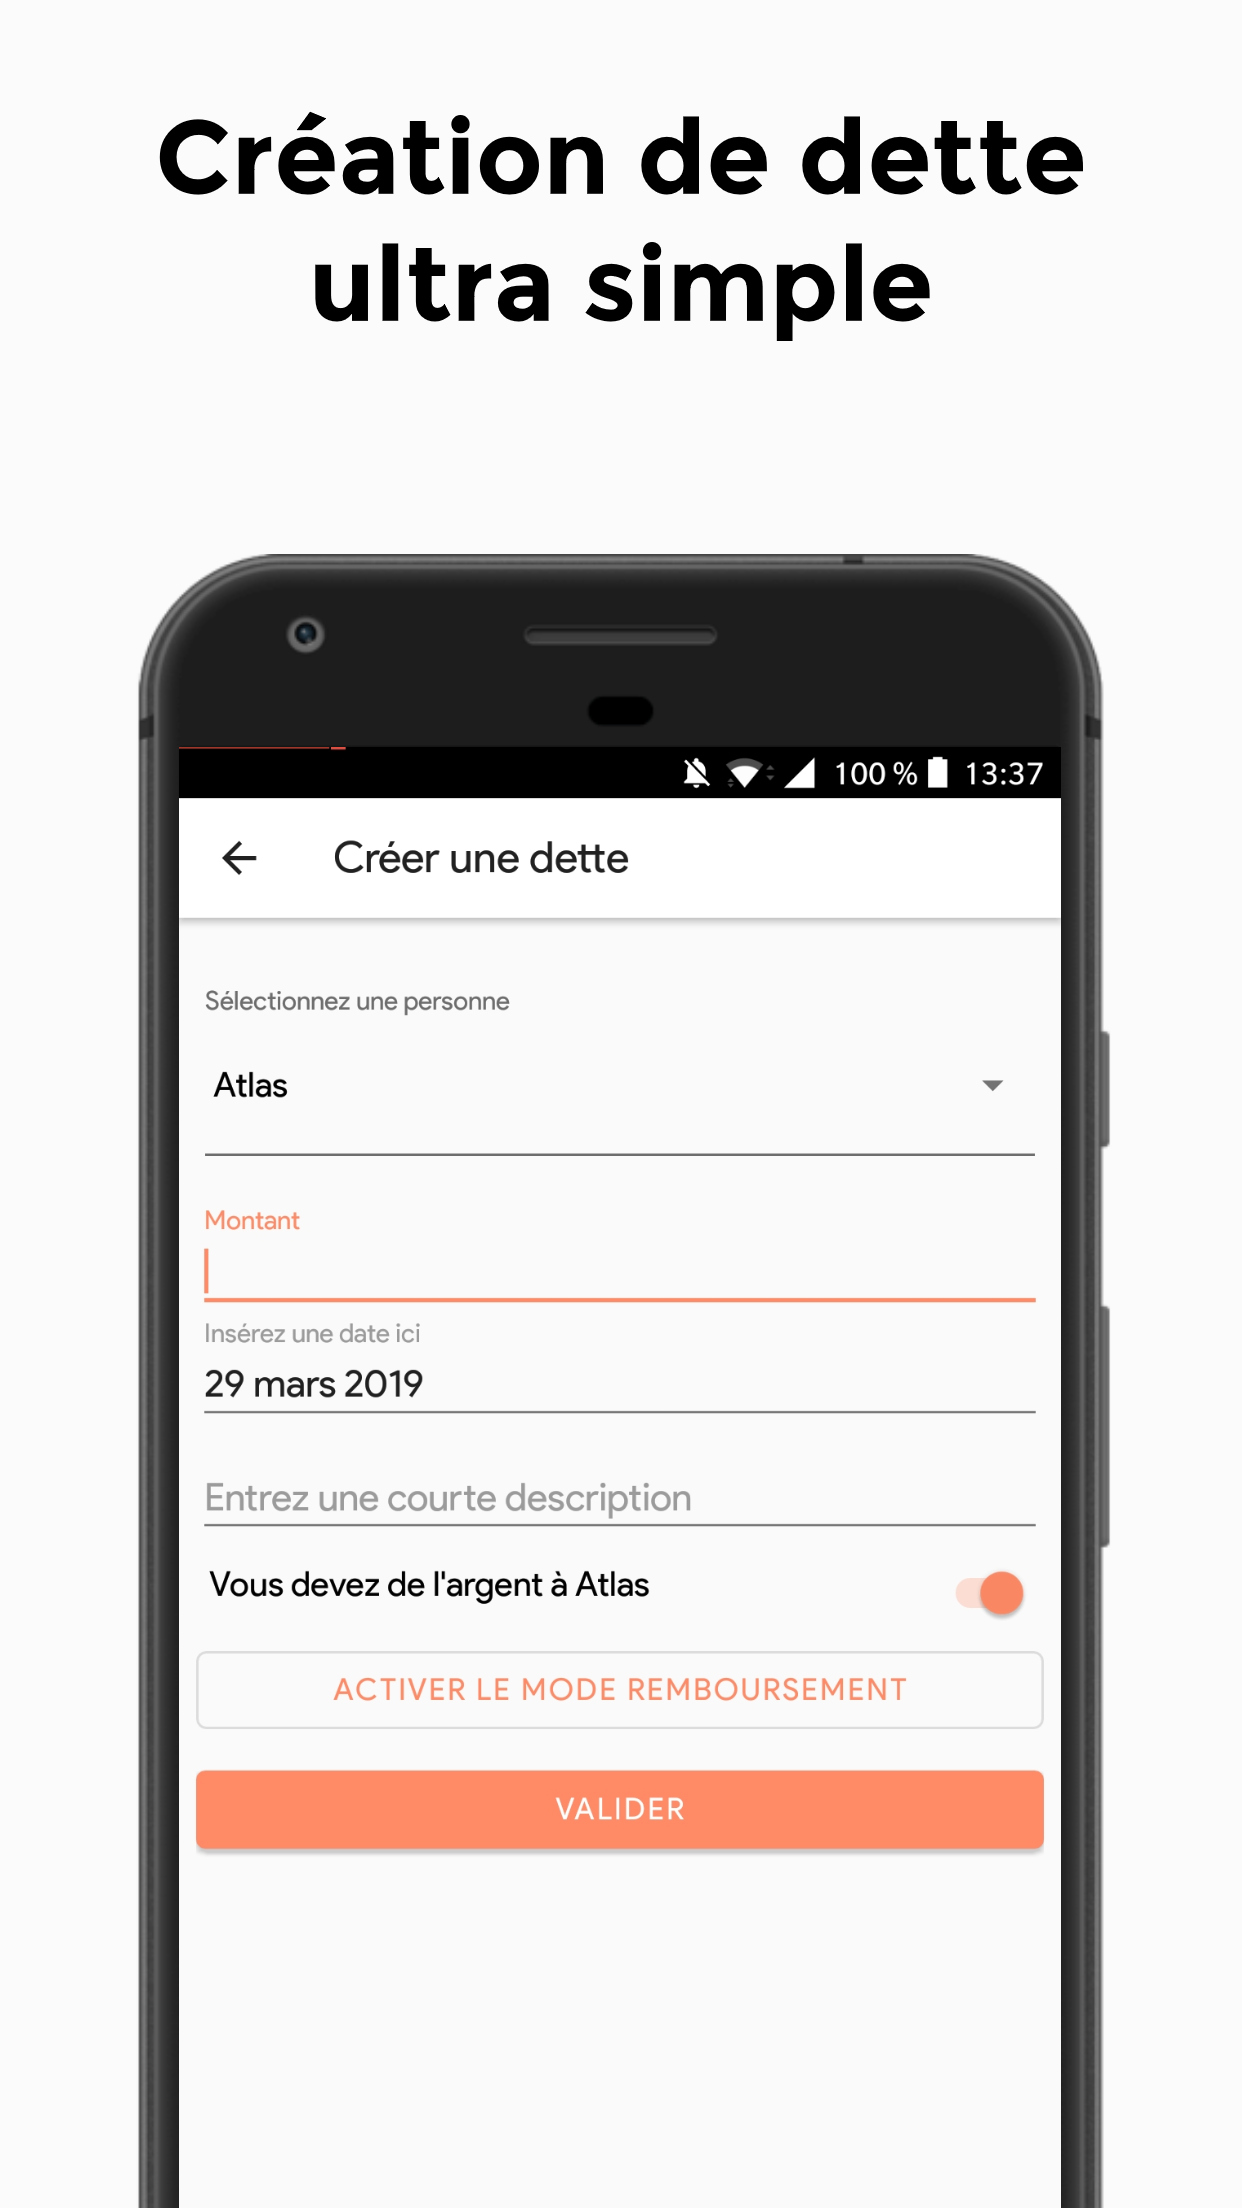 Création de dette
ultra simple
100 % 13:37
Créer une dette
Sélectionnez une personne
Atlas
Montant
Insérez une date ici
29 mars 2019
Entrez une courte description
Vous devez de l'argent à Atlas
ACTIVER LE MODE REMBOURSEMENT
VALIDER